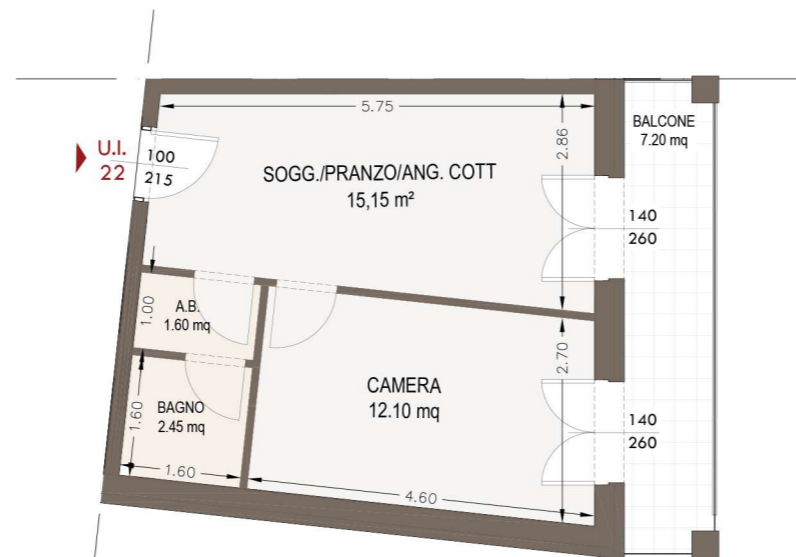 5.75
BALCONE
7.20 mq
2.86
U.I.
22
100
215
SOGG./PRANZO/ANG. COTT
15,15 m²
140
260
1.00
A.B.
1.60 mq
2.70
CAMERA
12.10 mq
BAGNO
2.45 mq
1.60
140
260
1.60
4.60